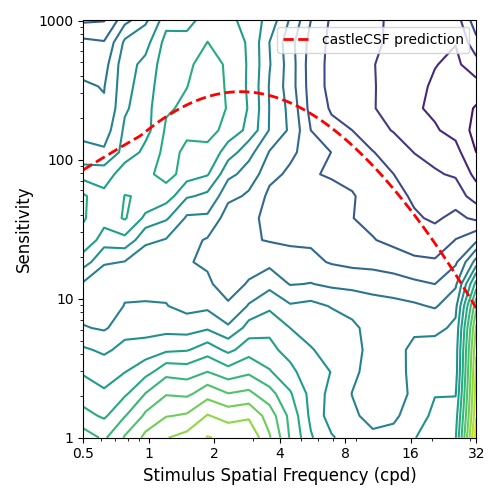 castleCSF prediction
Sensitivity
1000
100
10
1
0.5 1 2 4 8 16 32
Stimulus Spatial Frequency (cpd)